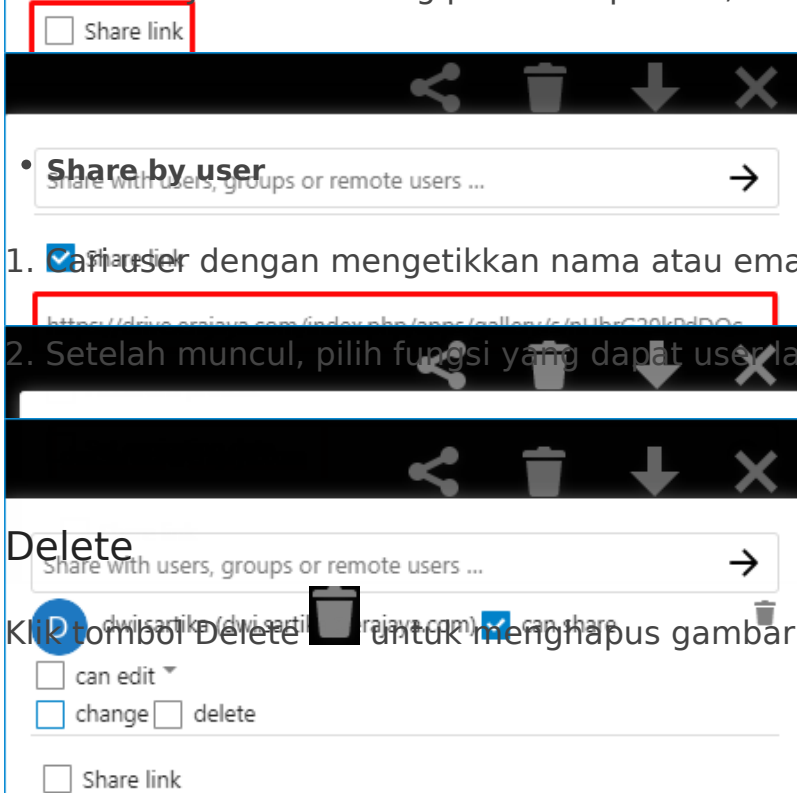 Share link
• Share by user
Share with users, groups or remote users ...
1. Cari user dengan mengetikkan nama atau ema
Share link
2. Setelah muncul, pilih fungsi yang dapat user la
Delete
Share with users, groups or remote users ...
can share
Klik tombol Delete untuk menghapus gambar
can edit
change delete
Share link